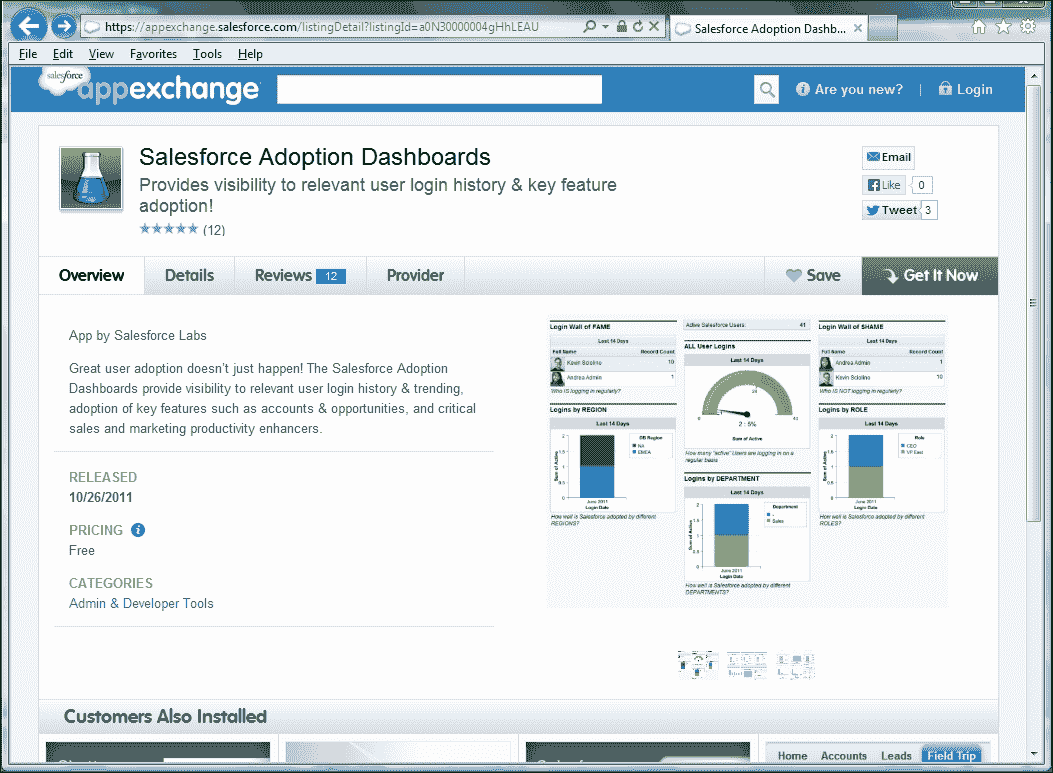 https://appexchange.salesforce.com/listingDetail?listingId=a0N30000004gHhLEAU
Salesforce Adoption Dashb...
File Edit View Favorites Tools Help
salesforce
appexchange
Are you new? | Login
Salesforce Adoption Dashboards
Provides visibility to relevant user login history & key feature
adoption!
(12)
Email
Like 0
Tweet 3
Overview Details Reviews 12 Provider Save Get It Now
App by Salesforce Labs
Great user adoption doesn't just happen! The Salesforce Adoption
Dashboards provide visibility to relevant user login history & trending,
adoption of key features such as accounts & opportunities, and critical
sales and marketing productivity enhancers.
RELEASED
10/26/2011
PRICING
Free
CATEGORIES
Admin & Developer Tools
Login Wall of FAME
Last 14 Days
Full Name Record Count
Kevin Sciolino 10
Andrea Admin 1
Who IS logging in regularly?
Logins by REGION
Last 14 Days
DB Region
NA
EMEA
Sum of Active
June 2011
Login Date
How well is Salesforce adopted by different
REGIONS?
Active Salesforce Users: 41
ALL User Logins
Last 14 Days
2 : 5%
Sum of Active
How many "active" Users are logging in on a
regular basis
Logins by DEPARTMENT
Last 14 Days
Department
-
Sales
Sum of Active
June 2011
Login Date
How well is Salesforce adopted by different
DEPARTMENTS?
Login Wall of SHAME
Last 14 Days
Full Name Record Count
Andrea Admin 1
Kevin Sciolino 10
Who IS NOT logging in regularly?
Logins by ROLE
Last 14 Days
Role
CEO
VP East
Sum of Active
June 2011
Login Date
How well is Salesforce adopted by different
ROLES?
Customers Also Installed
Home Accounts Leads Field Trip